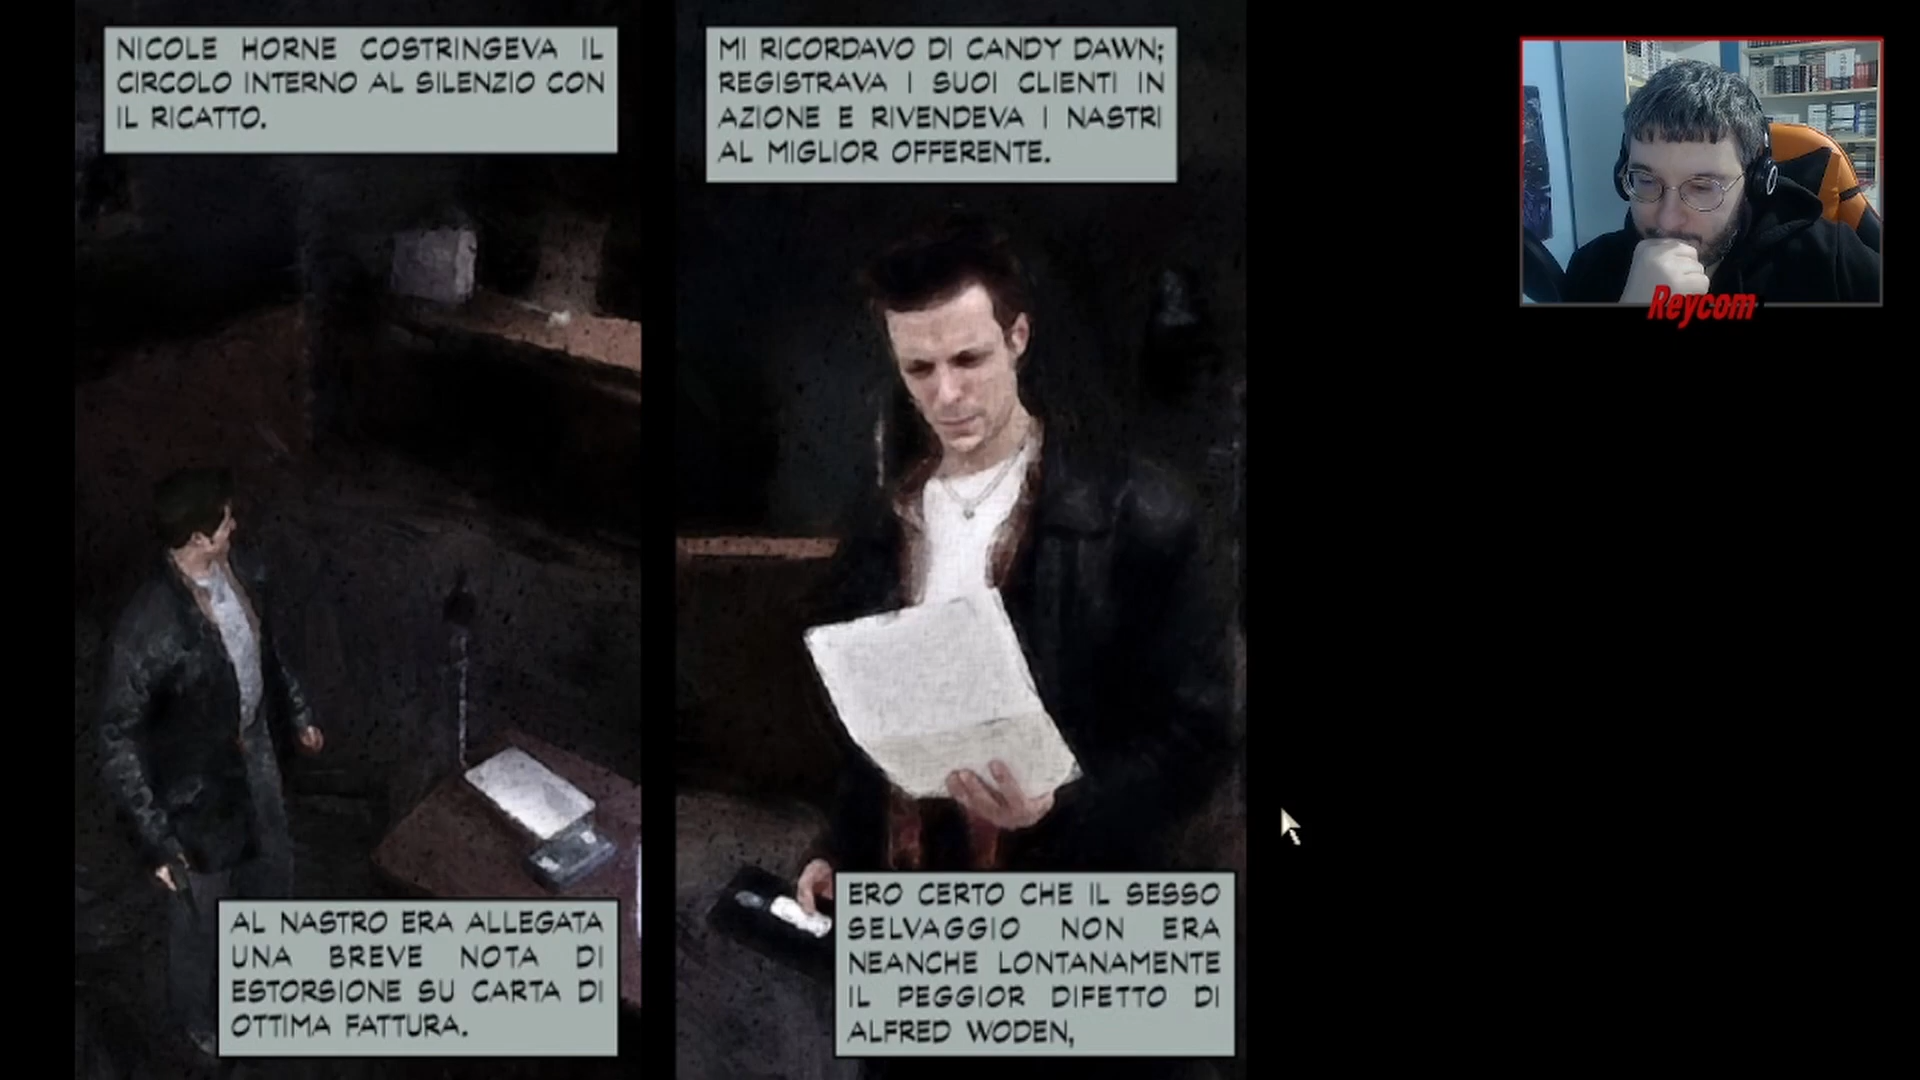 NICOLE HORNE COSTRINGEVA IL
CIRCOLO INTERNO AL SILENZIO CON
IL RICATTO.
AL NASTRO ERA ALLEGATA
UNA BREVE NOTA DI
ESTORSIONE SU CARTA DI
OTTIMA FATTURA.
MI RICORDAVO DI CANDY DAWN;
REGISTRAVA I SUOI CLIENTI IN
AZIONE E RIVENDEVA I NASTRI
AL MIGLIOR OFFERENTE.
ERO CERTO CHE IL SESSO
SELVAGGIO NON ERA
NEANCHE LONTANAMENTE
IL PEGGIOR DIFETTO DI
ALFRED WODEN,
Reycom